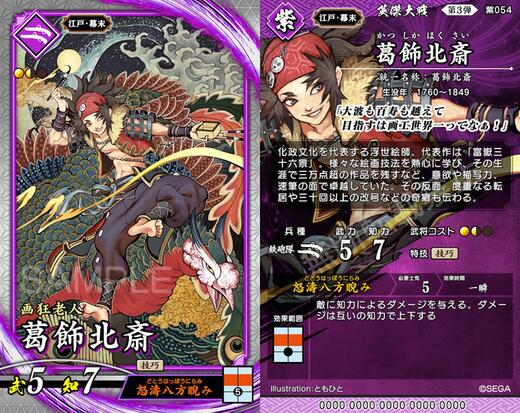 江戸・幕末
SAMPLE
画狂老人
葛飾北斎
技巧
武5 知7
どとうはっぽうにらみ
怒濤八方睨み
5
紫
江戸・幕末
英傑大戦
第3弾
紫054
かつ しか ほく さい
葛飾北斎
統一名称:葛飾北斎
生没年:1760~1849
「大波も百寿も越えて
目指すは画工世界一ってなぁ!」
化政文化を代表する浮世絵師。代表作は「富嶽三
十六景」。様々な絵画技法を熱心に学び、その生
涯で三万点超の作品を残すなど、意欲や描写力、
速筆の面で卓越していた。その反面、度重なる転
居や三十回以上の改号などの奇癖も伝わる。
兵種 武力 知力 武将コスト
鉄砲隊 5 7 特技 技巧
どとうはっぽうにらみ 必要士気 効果時間
怒濤八方睨み 5 一瞬
効果範囲
敵に知力によるダメージを与える。ダメー
ジは互いの知力で上下する
Illustration:ともひと
©SEGA
0000 0000 0000 0000 0000